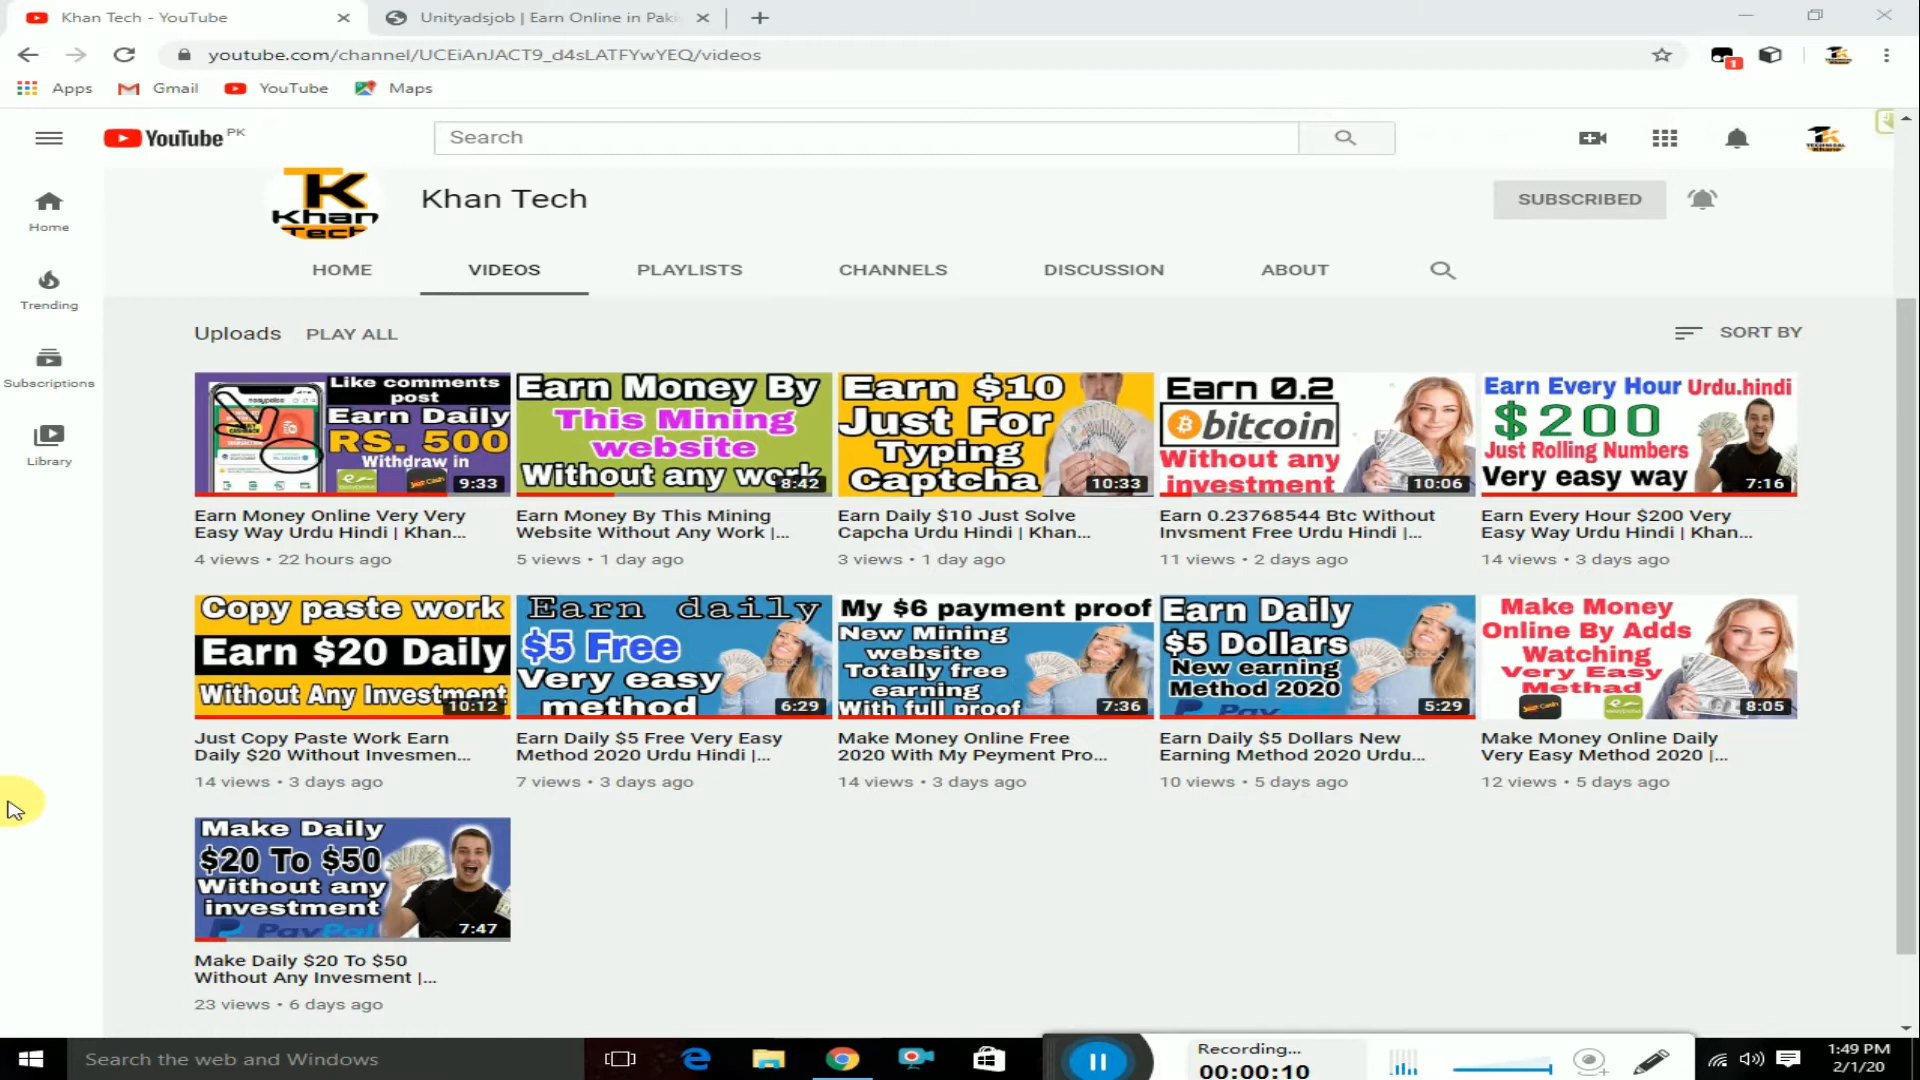 Khan Tech - YouTube
Unityadsjob | Earn Online in Paki
youtube.com/channel/UCEiAnJACT9_d4sLATFYwYEQ/videos
1
Apps
Gmail
YouTube
Maps
YouTube PK
Search
Khan
Tech
Khan Tech
SUBSCRIBED
Home
Trending
Subscriptions
Library
HOME
VIDEOS
PLAYLISTS
CHANNELS
DISCUSSION
ABOUT
Uploads
PLAY ALL
SORT BY
Like comments
post
Earn Daily
RS. 500
Withdraw in
9:33
Earn Money Online Very Very
Easy Way Urdu Hindi | Khan...
4 views • 22 hours ago
Earn Money By
This Mining
website
Without any work
8:42
Earn Money By This Mining
Website Without Any Work |...
5 views • 1 day ago
Earn $10
Just For
Typing
Captcha
10:33
Earn Daily $10 Just Solve
Capcha Urdu Hindi | Khan...
3 views • 1 day ago
Earn 0.2
bitcoin
Without any
investment
10:06
Earn 0.23768544 Btc Without
Invsment Free Urdu Hindi |...
11 views • 2 days ago
Earn Every Hour Urdu.hindi
$200
Just Rolling Numbers
Very easy way
7:16
Earn Every Hour $200 Very
Easy Way Urdu Hindi | Khan...
14 views • 3 days ago
Copy paste work
Earn $20 Daily
Without Any Investment
10:12
Just Copy Paste Work Earn
Daily $20 Without Invesmen...
14 views • 3 days ago
Earn daily
$5 Free
Very easy
method
6:29
Earn Daily $5 Free Very Easy
Method 2020 Urdu Hindi |...
7 views • 3 days ago
My $6 payment proof
New Mining
website
Totally free
earning
With full proof
7:36
Make Money Online Free
2020 With My Peyment Pro...
14 views • 3 days ago
Earn Daily
$5 Dollars
New earning
Method 2020
PayPal
5:29
Earn Daily $5 Dollars New
Earning Method 2020 Urdu...
10 views • 5 days ago
Make Money
Online By Adds
Watching
Very Easy
Methad
8:05
Make Money Online Daily
Very Easy Method 2020 |...
12 views • 5 days ago
Make Daily
$20 To $50
Without any
investment
PayPal
7:47
Make Daily $20 To $50
Without Any Invesment |...
23 views • 6 days ago
Search the web and Windows
Recording...
00:00:10
1:49 PM
2/1/20